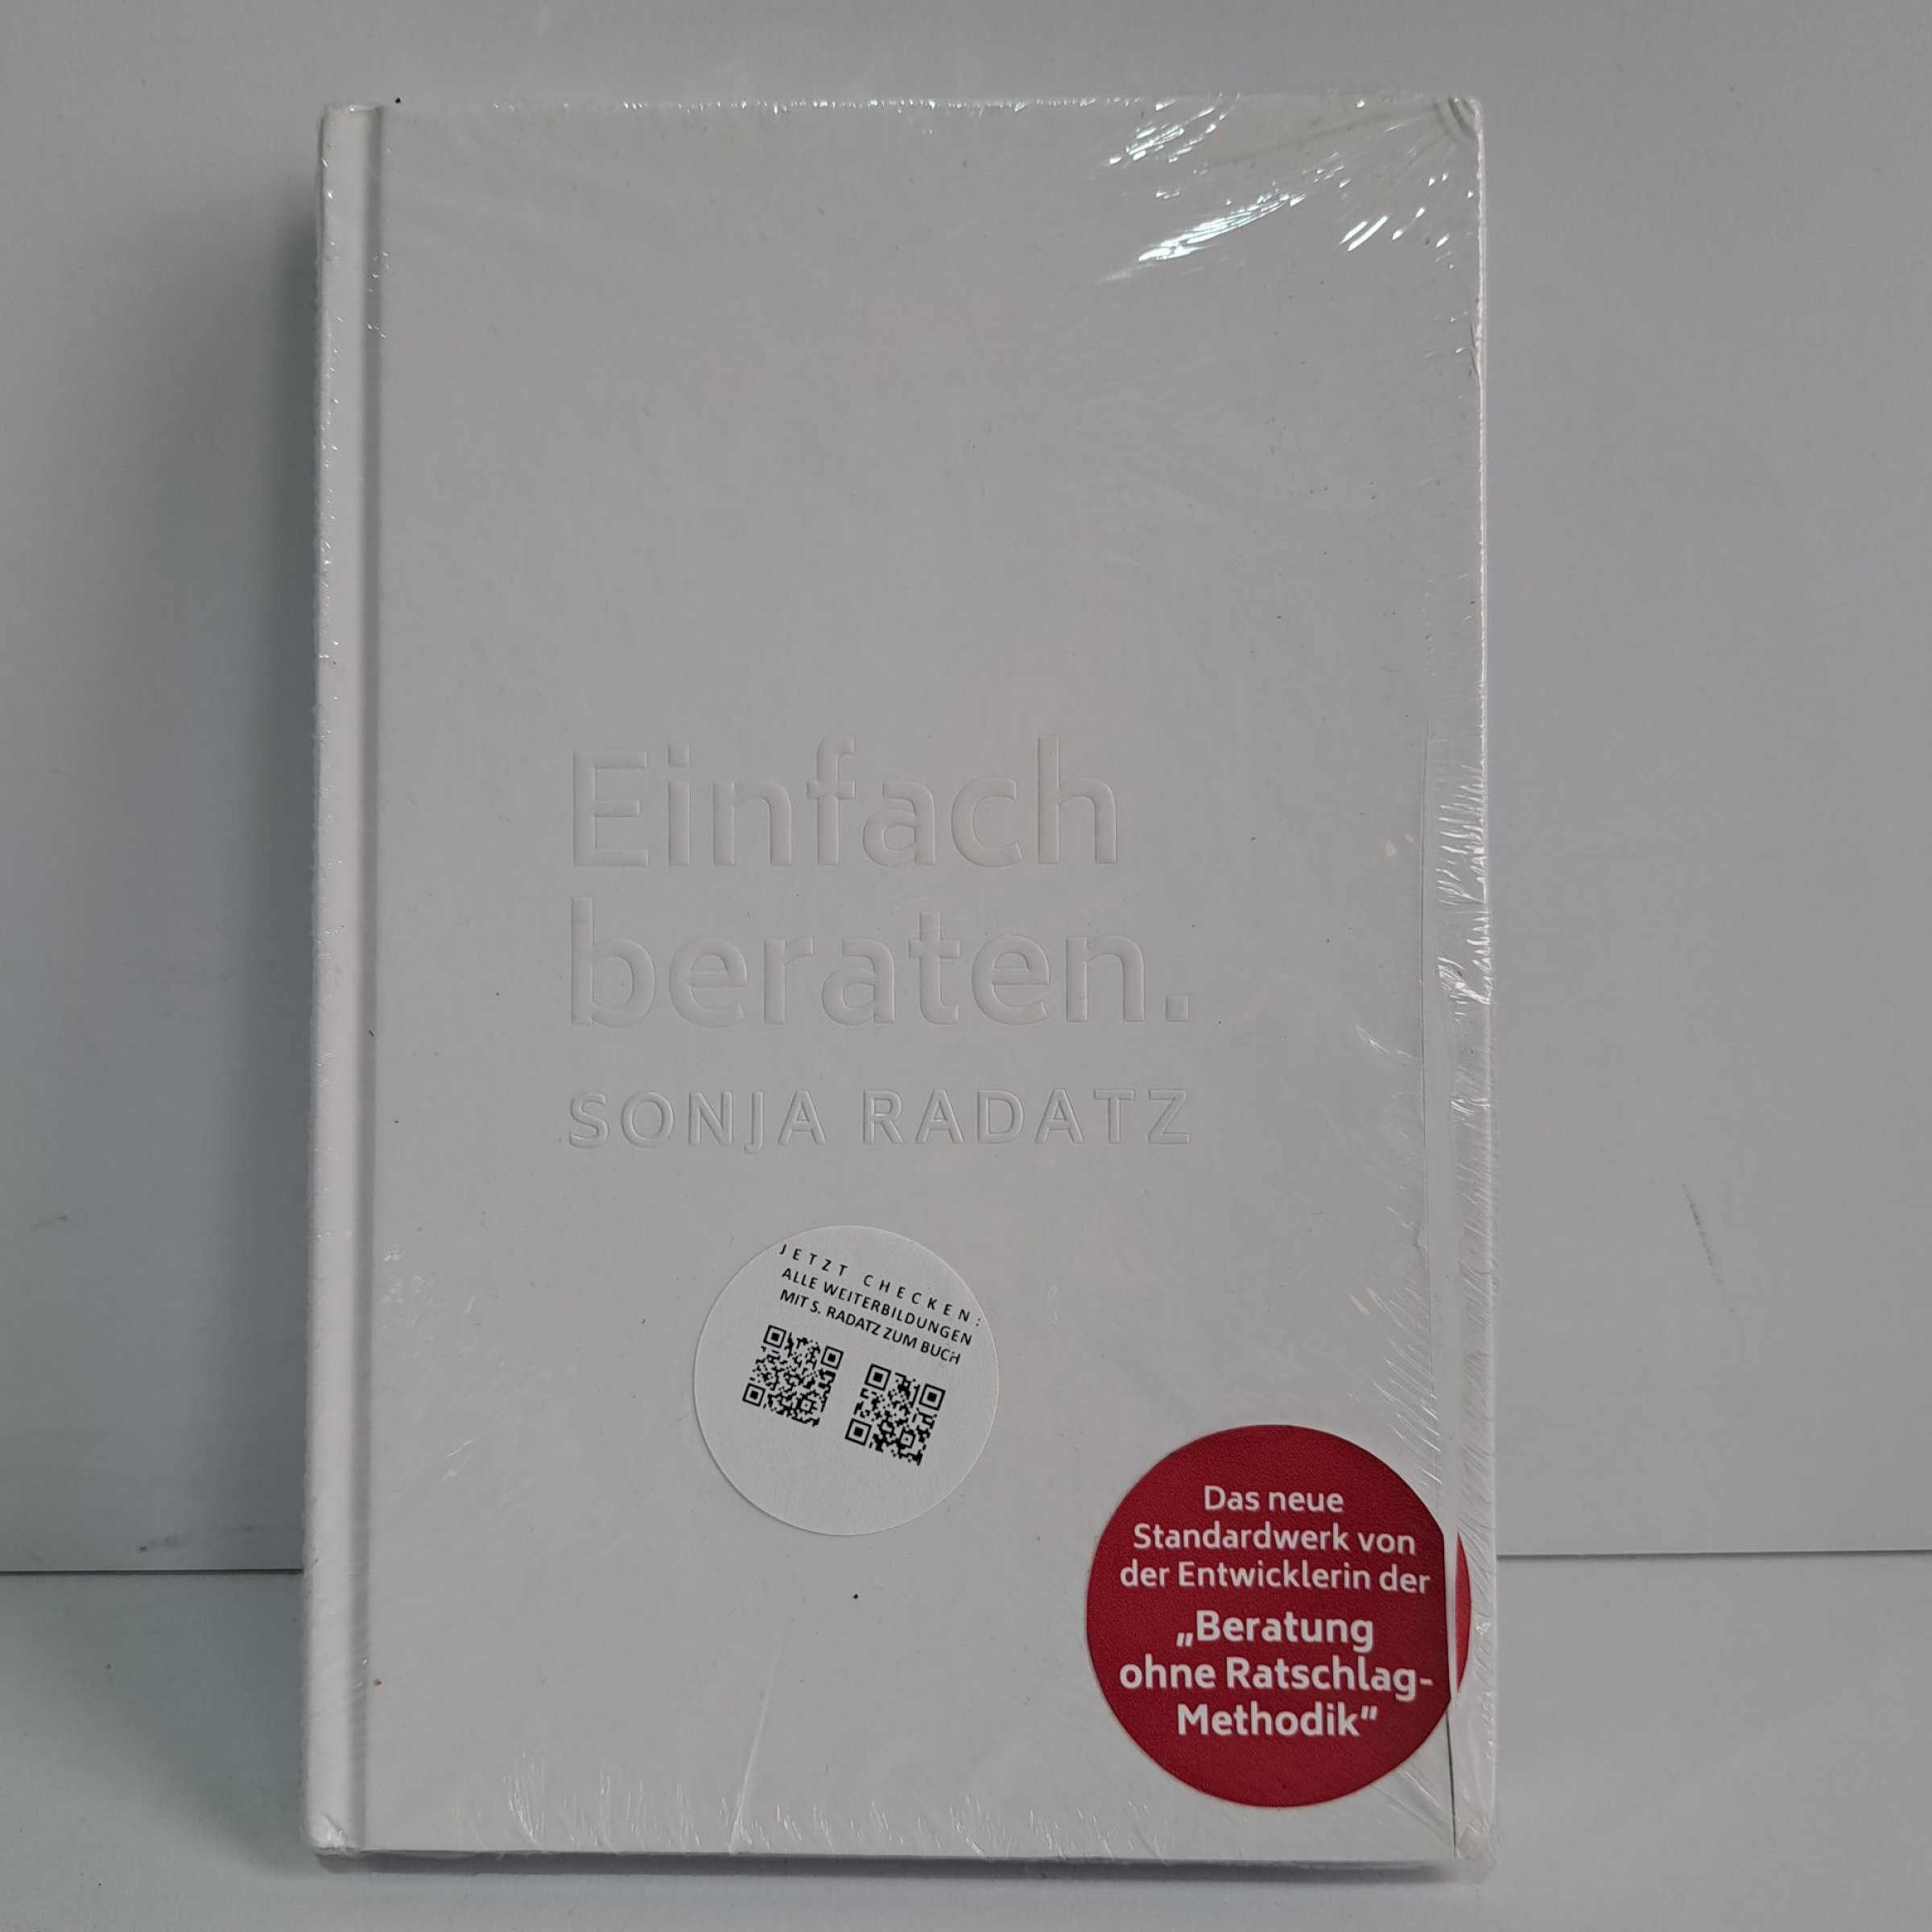 Einfach
beraten.
SONJA RADATZ
JETZT CHECKEN:
ALLE WEITERBILDUNGEN
MIT S. RADATZ ZUM BUCH
Das neue
Standardwerk von
der Entwicklerin der
„Beratung
ohne Ratschlag-
Methodik“